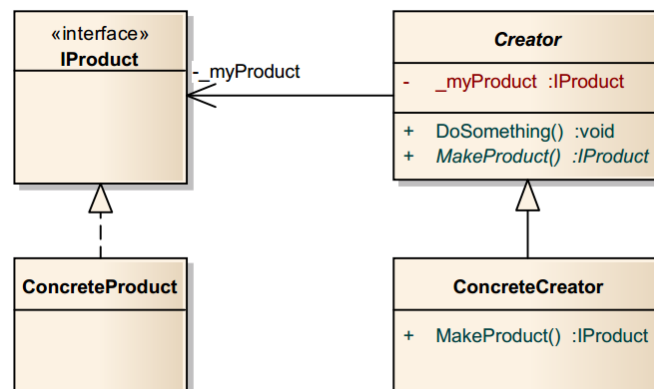 «interface»
IProduct
-_myProduct
Creator
- _myProduct :IProduct
+ DoSomething() :void
+ MakeProduct() :IProduct
ConcreteProduct
ConcreteCreator
+ MakeProduct() :IProduct